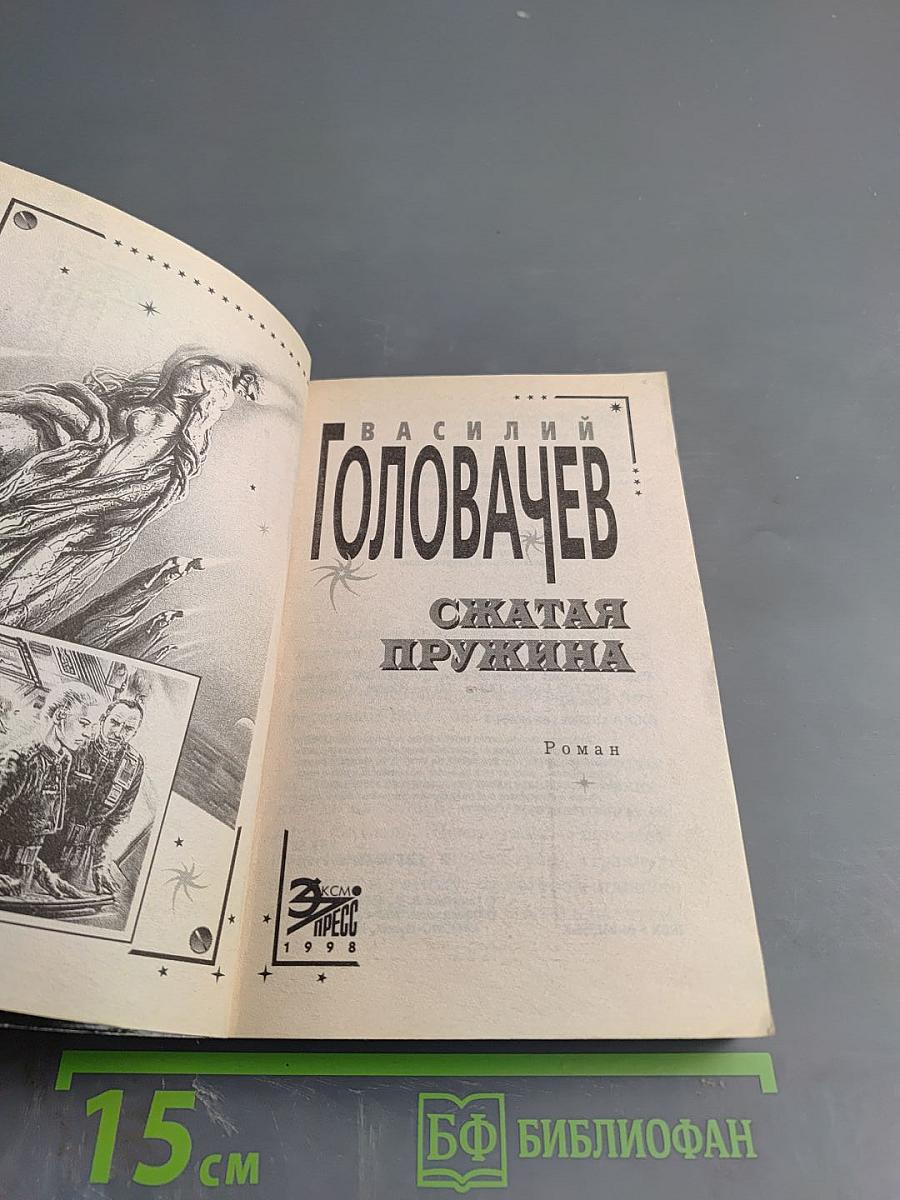 ВАСИЛИЙ
ГОЛОВАЧЕВ
СЖАТАЯ
ПРУЖИНА
Роман
ЭКСМО
ПРЕСС
1998
15 см
БФ БИБЛИОФАН